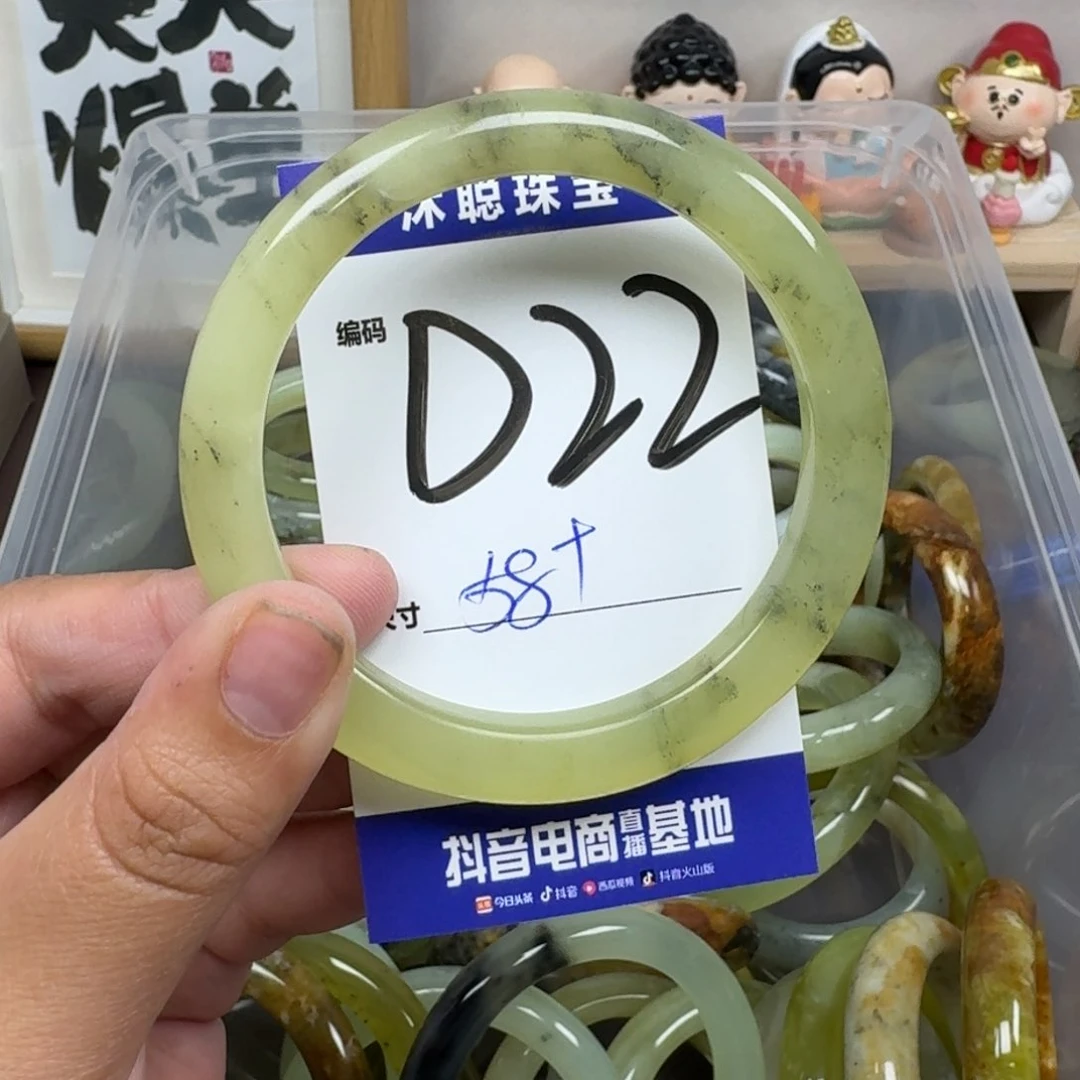 沐聪珠宝
编码 D22
尺寸 58+
抖音电商直播基地
今日头条 抖音 西瓜视频 抖音火山版